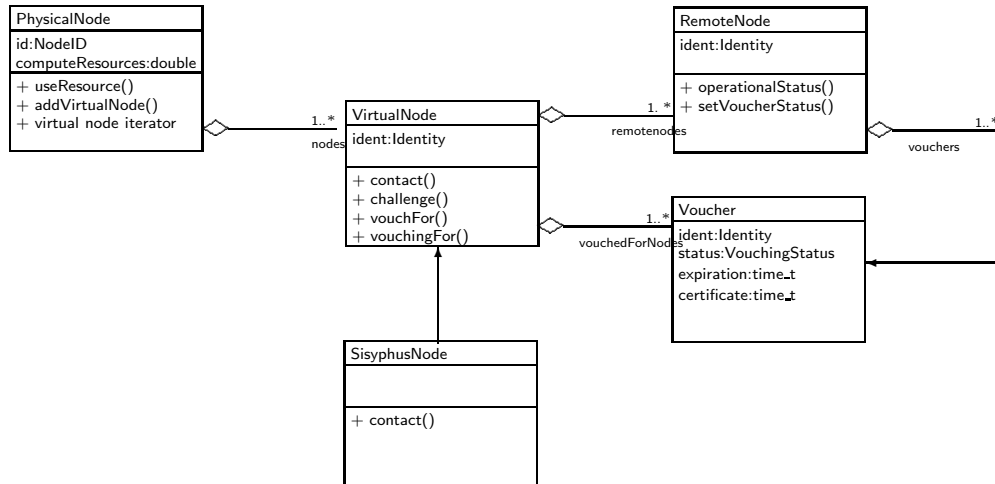 PhysicalNode
id:NodeID
computeResources:double
+ useResource()
+ addVirtualNode()
+ virtual node iterator
1..*
nodes
VirtualNode
ident:Identity
+ contact()
+ challenge()
+ vouchFor()
+ vouchingFor()
1. *
remotenodes
RemoteNode
ident:Identity
+ operationalStatus()
+ setVoucherStatus()
1..*
vouchers
1..*
vouchedForNodes
Voucher
ident:Identity
status:VouchingStatus
expiration:time_t
certificate:time_t
SisyphusNode
+ contact()